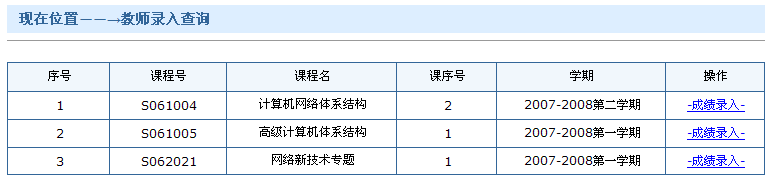 现在位置——→教师录入查询
序号 课程号 课程名 课序号 学期 操作
1 S061004 计算机网络体系结构 2 2007-2008第二学期 -成绩录入-
2 S061005 高级计算机体系结构 1 2007-2008第一学期 -成绩录入-
3 S062021 网络新技术专题 1 2007-2008第一学期 -成绩录入-